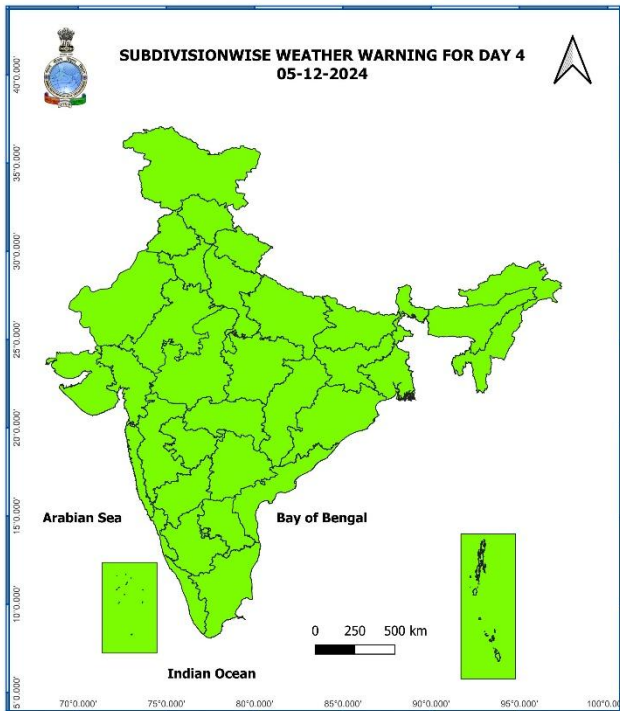 SUBDIVISIONWISE WEATHER WARNING FOR DAY 4
05-12-2024
40°0.000'
35°0.000'
30°0.000'
25°0.000'
20°0.000'
15°0.000'
10°0.000'
5°0.000'
Arabian Sea
Bay of Bengal
Indian Ocean
0 250 500 km
70°0.000' 75°0.000' 80°0.000' 85°0.000' 90°0.000' 95°0.000' 100°0.000'